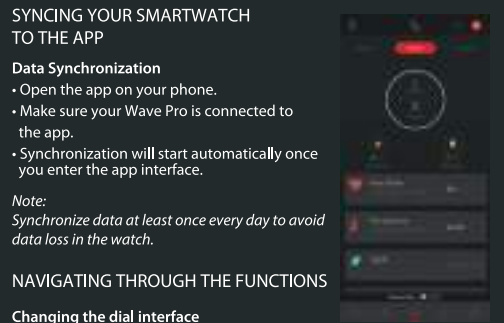 SYNCING YOUR SMARTWATCH
TO THE APP
Data Synchronization
• Open the app on your phone.
• Make sure your Wave Pro is connected to
the app.
• Synchronization will start automatically once
you enter the app interface.
Note:
Synchronize data at least once every day to avoid
data loss in the watch.
NAVIGATING THROUGH THE FUNCTIONS
Changing the dial interface